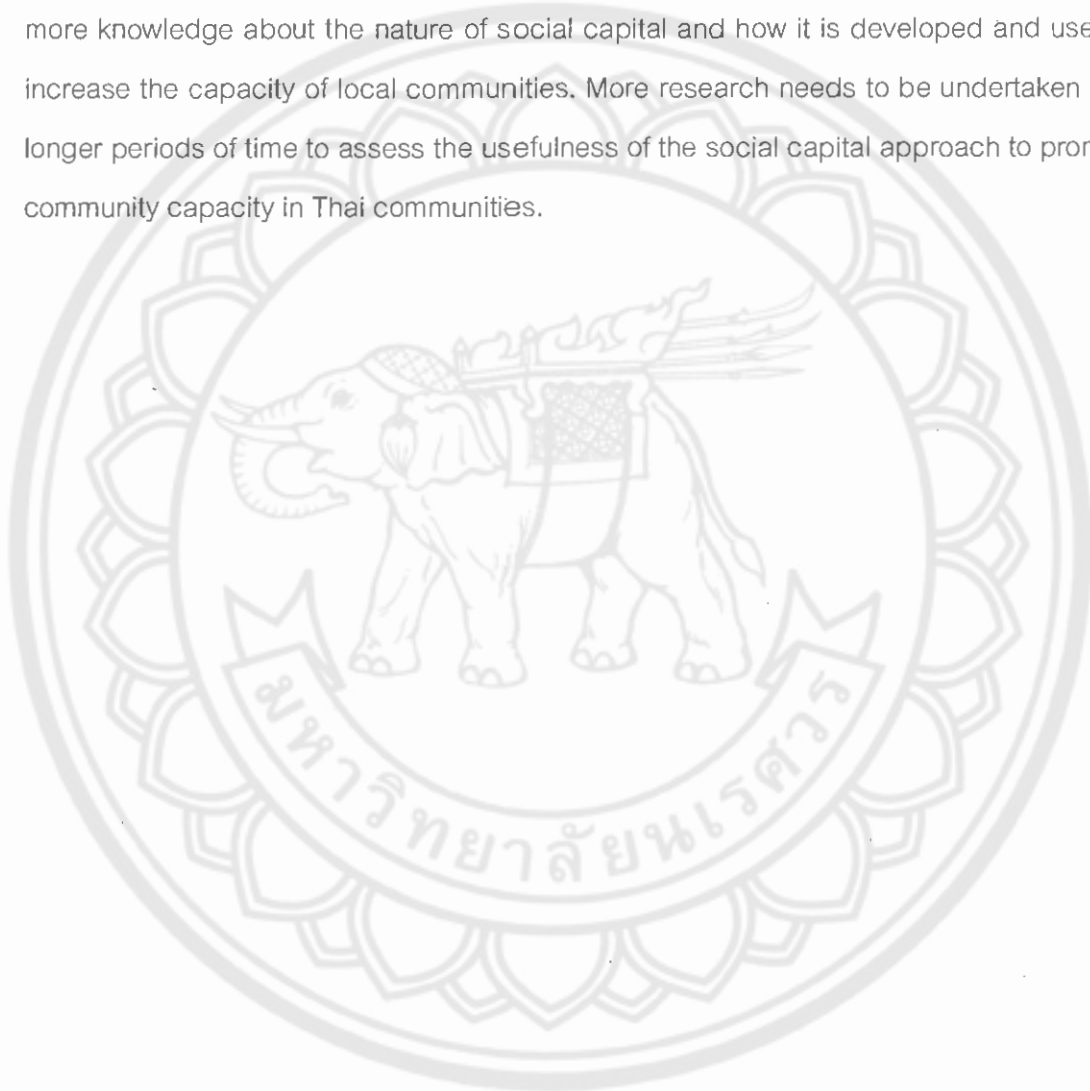 more knowledge about the nature of social capital and how it is developed and use
increase the capacity of local communities. More research needs to be undertaken
longer periods of time to assess the usefulness of the social capital approach to pror
community capacity in Thai communities.
มหาวิทยาลัยนเรศวร